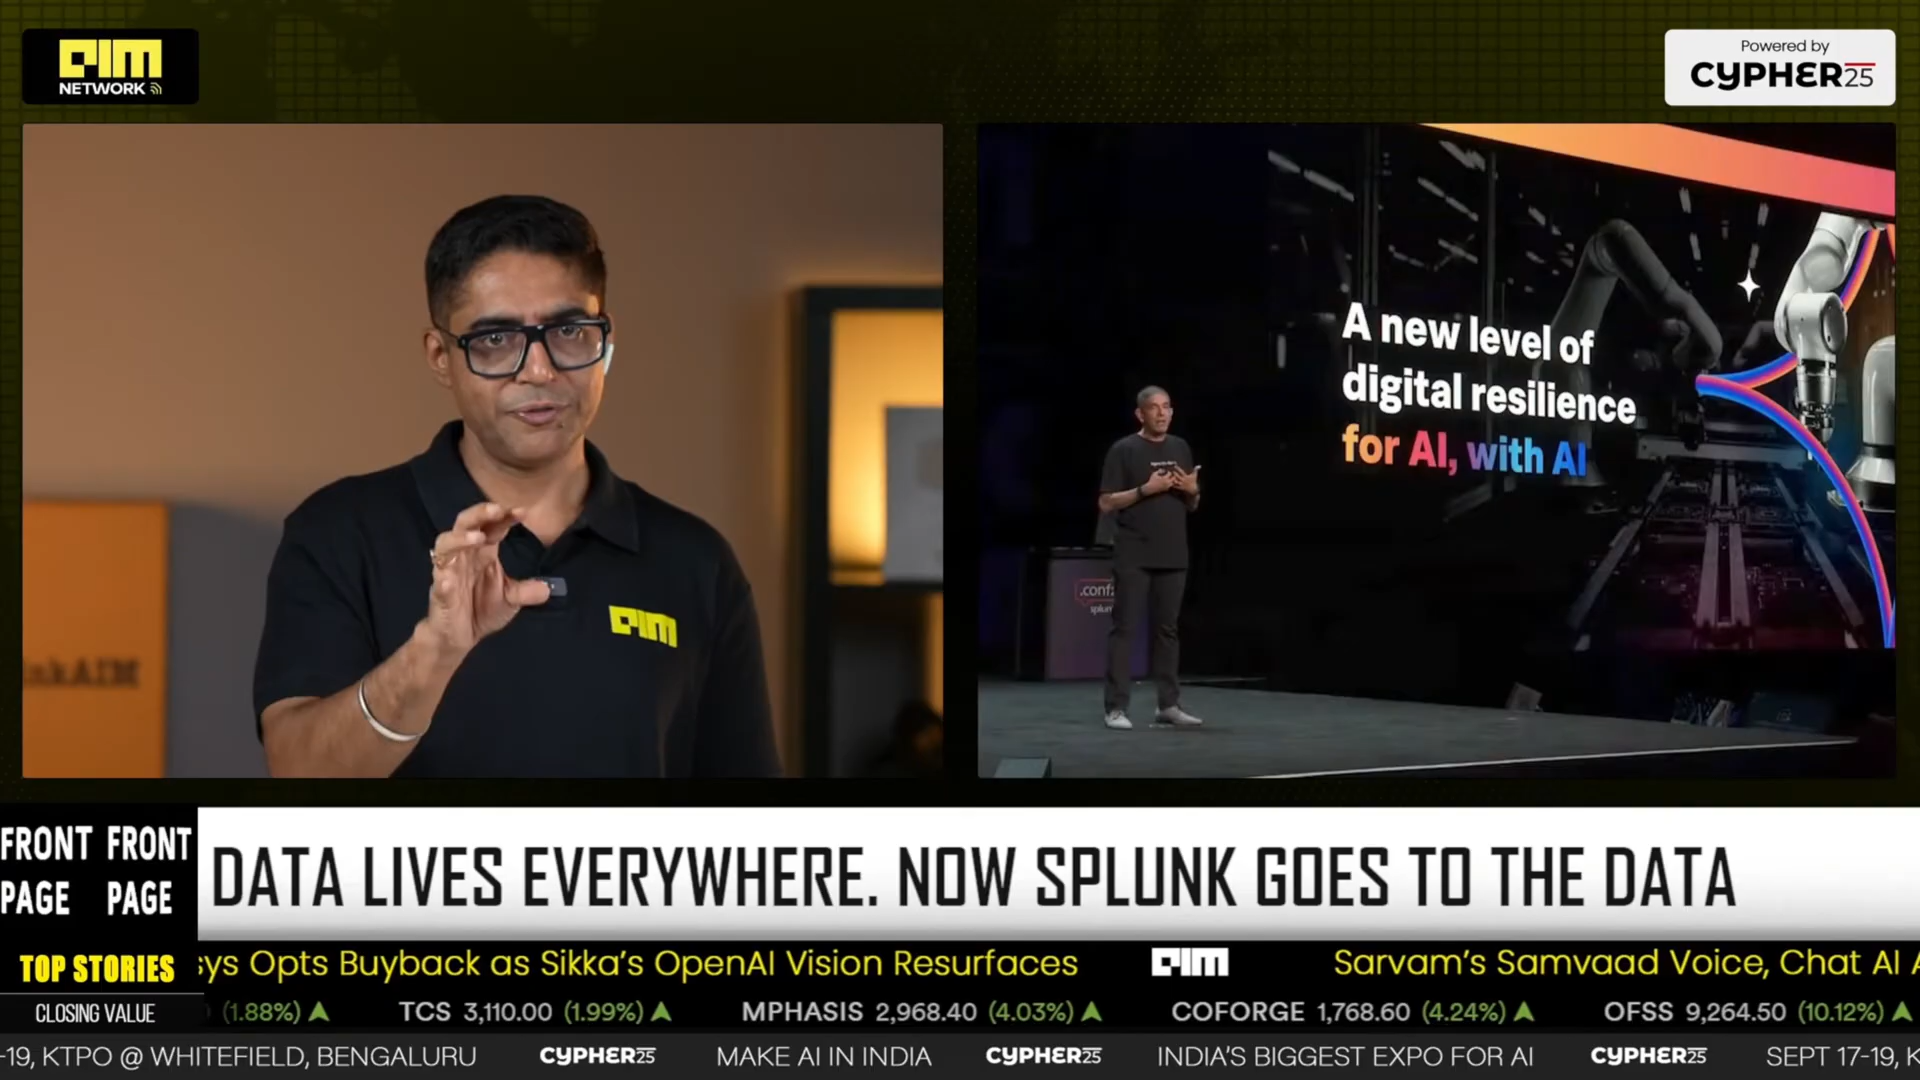 AIM
NETWORK
Powered by
CYPHER25
A new level of
digital resilience
for AI, with AI
AIM
nkAIM
.conf
splun
FRONT PAGE
FRONT PAGE
DATA LIVES EVERYWHERE. NOW SPLUNK GOES TO THE DATA
TOP STORIES
sys Opts Buyback as Sikka's OpenAI Vision Resurfaces AIM Sarvam's Samvaad Voice, Chat AI
CLOSING VALUE
(1.88%) ▲ TCS 3,110.00 (1.99%) ▲ MPHASIS 2,968.40 (4.03%) ▲ COFORGE 1,768.60 (4.24%) ▲ OFSS 9,264.50 (10.12%) ▲
-19, KTPO @ WHITEFIELD, BENGALURU CYPHER25 MAKE AI IN INDIA CYPHER25 INDIA'S BIGGEST EXPO FOR AI CYPHER25 SEPT 17-19, K